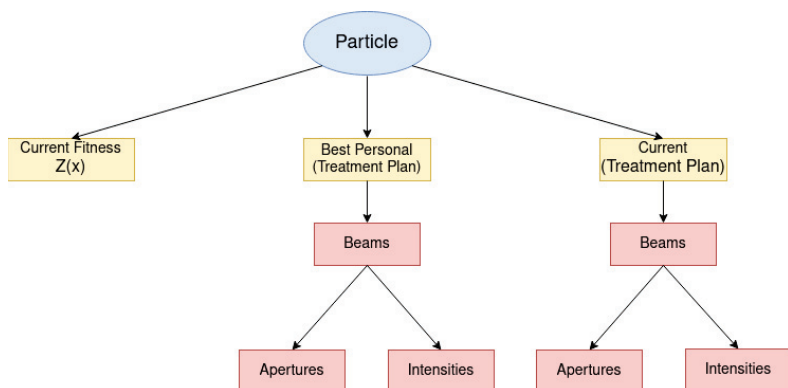 Particle
Current Fitness
Z(x)
Best Personal
(Treatment Plan)
Current
(Treatment Plan)
Beams
Beams
Apertures
Intensities
Apertures
Intensities